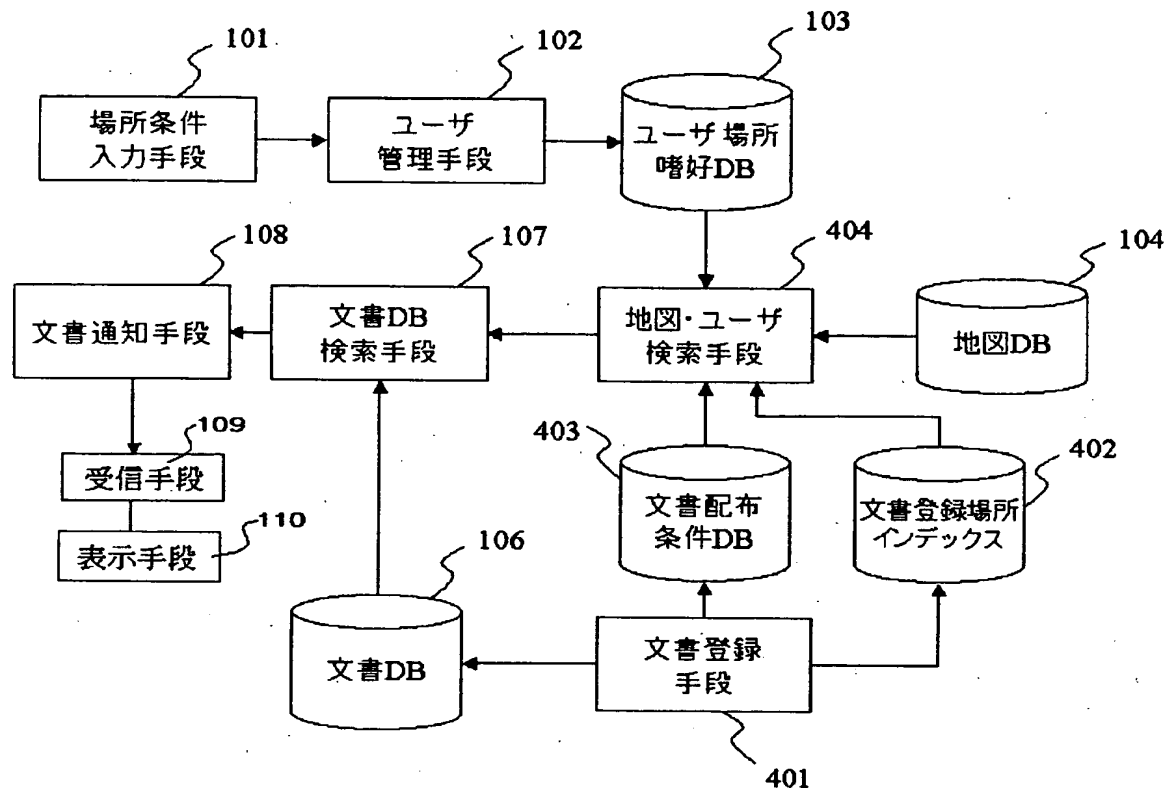 101
場所条件
入力手段
102
ユーザ
管理手段
103
ユーザ場所
嗜好DB
108
文書通知手段
107
文書DB
検索手段
404
地図・ユーザ
検索手段
104
地図DB
109
受信手段
110
表示手段
403
文書配布
条件DB
402
文書登録場所
インデックス
106
文書DB
文書登録
手段
401